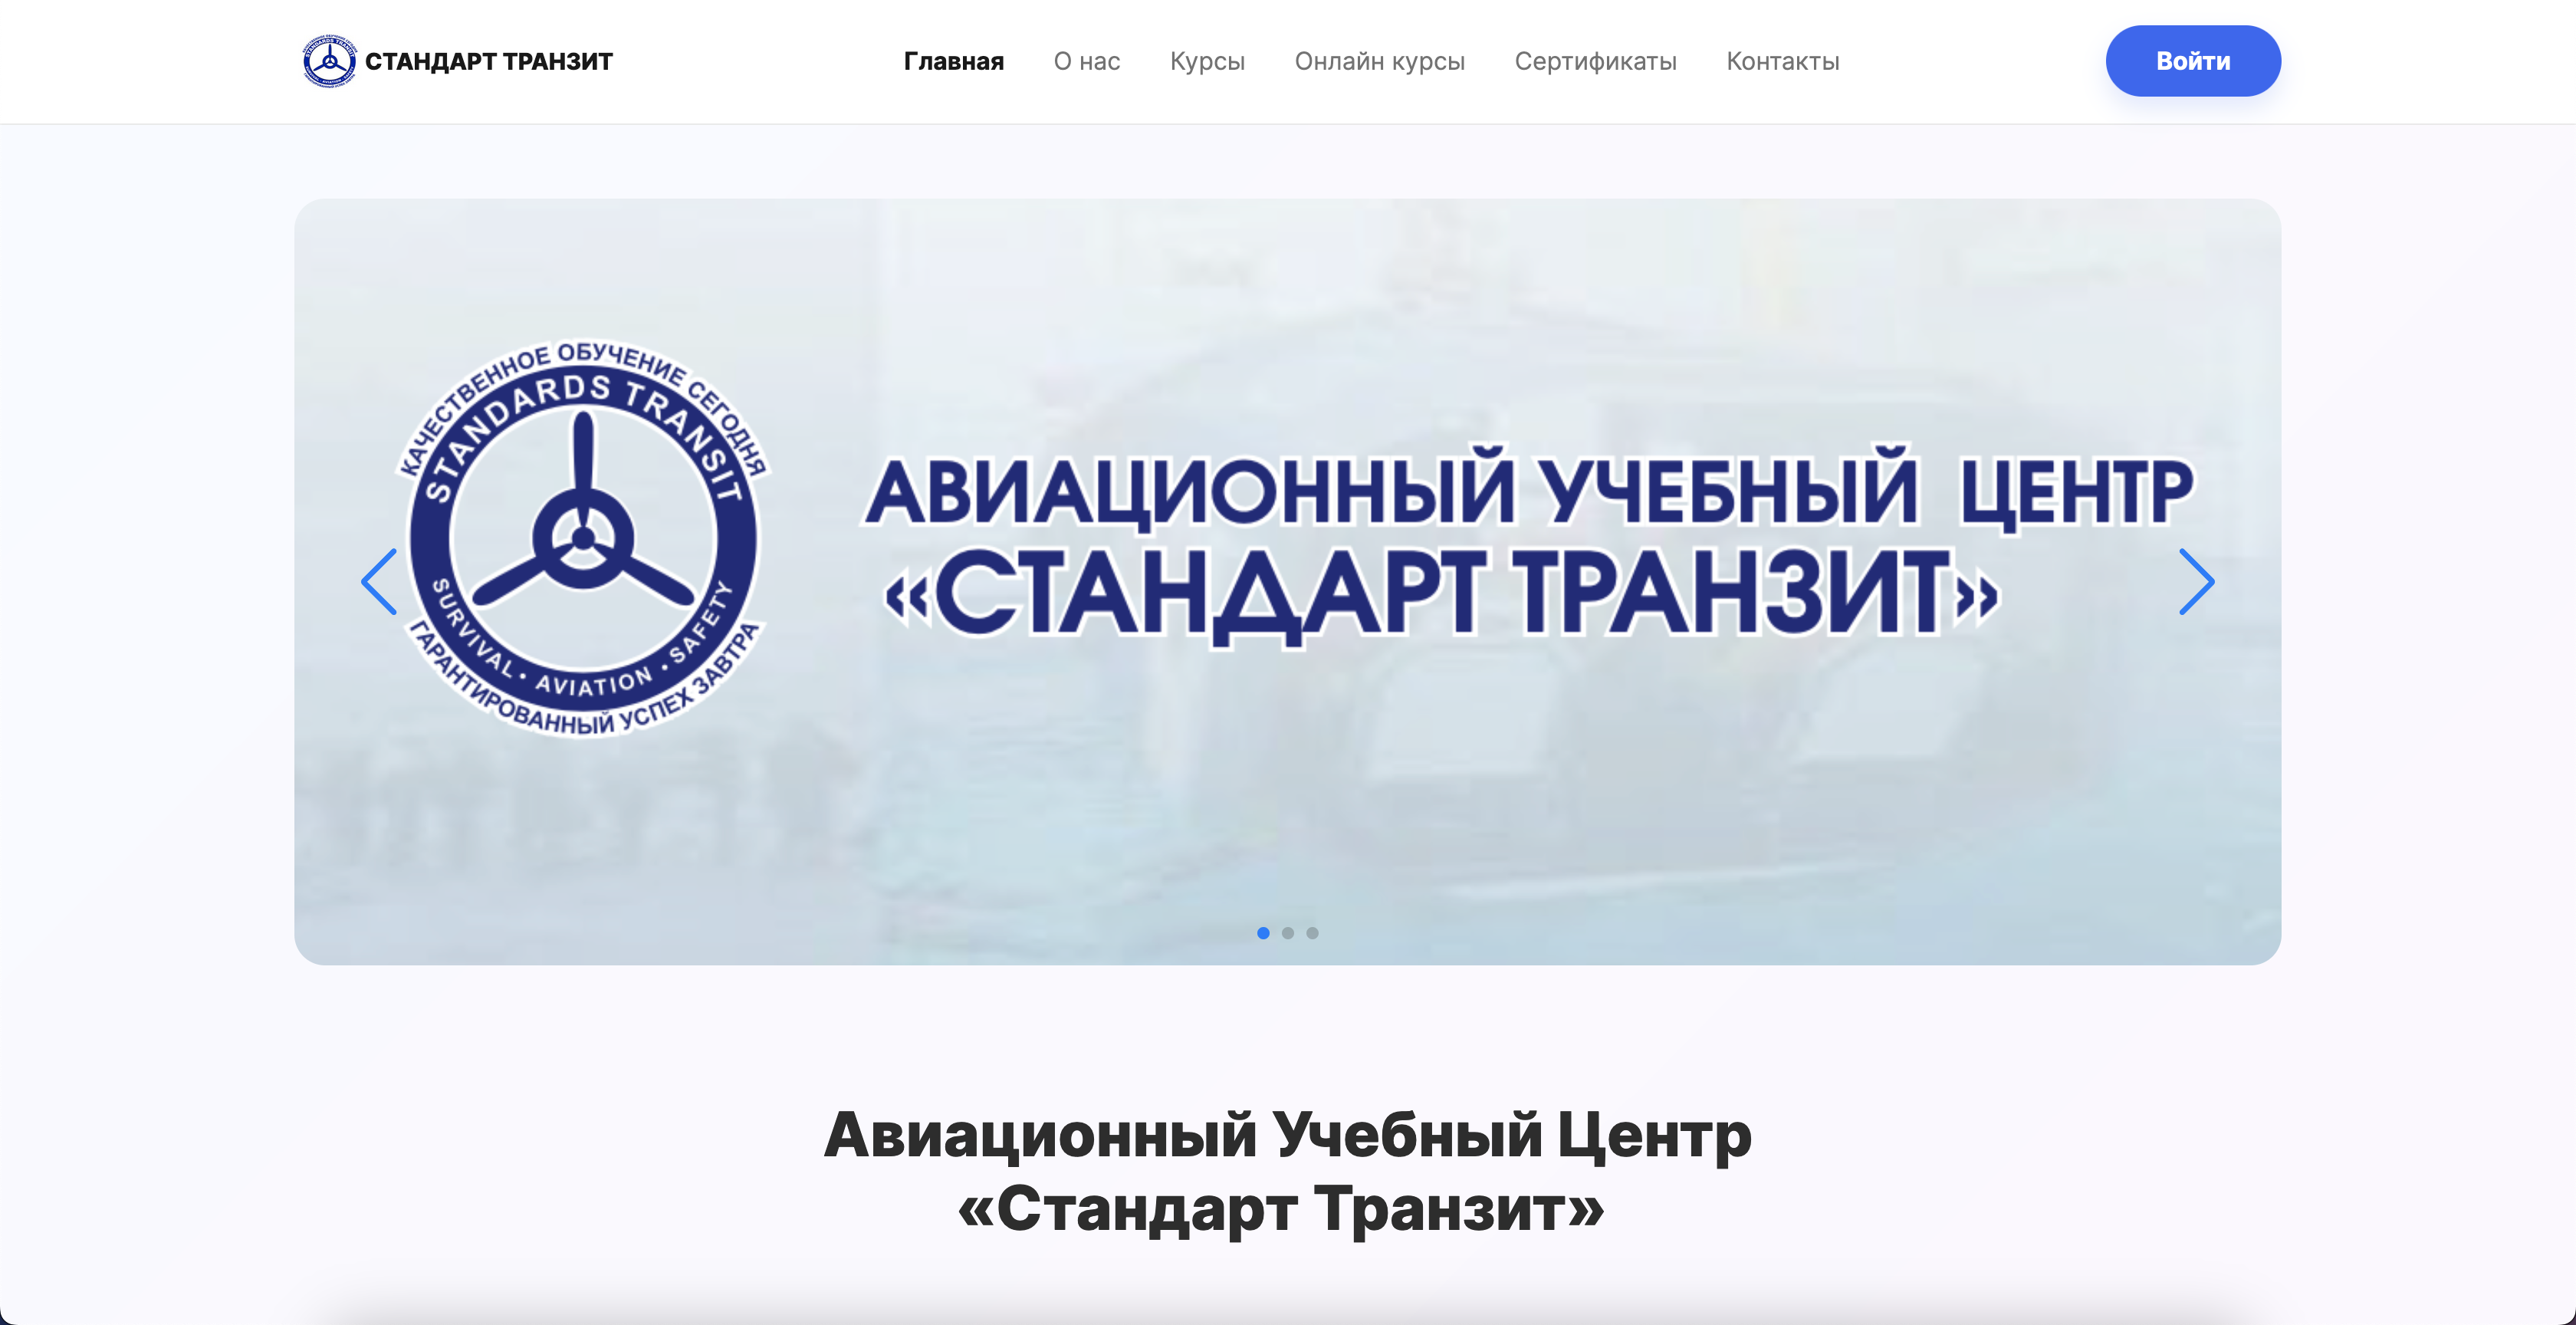 СТАНДАРТ ТРАНЗИТ
Главная
О нас
Курсы
Онлайн курсы
Сертификаты
Контакты
Войти
КАЧЕСТВЕННОЕ ОБУЧЕНИЕ СЕГОДНЯ
STANDARDS TRANSIT
SURVIVAL • AVIATION • SAFETY
ГАРАНТИРОВАННЫЙ УСПЕХ ЗАВТРА
АВИАЦИОННЫЙ УЧЕБНЫЙ ЦЕНТР
«СТАНДАРТ ТРАНЗИТ»
Авиационный Учебный Центр
«Стандарт Транзит»